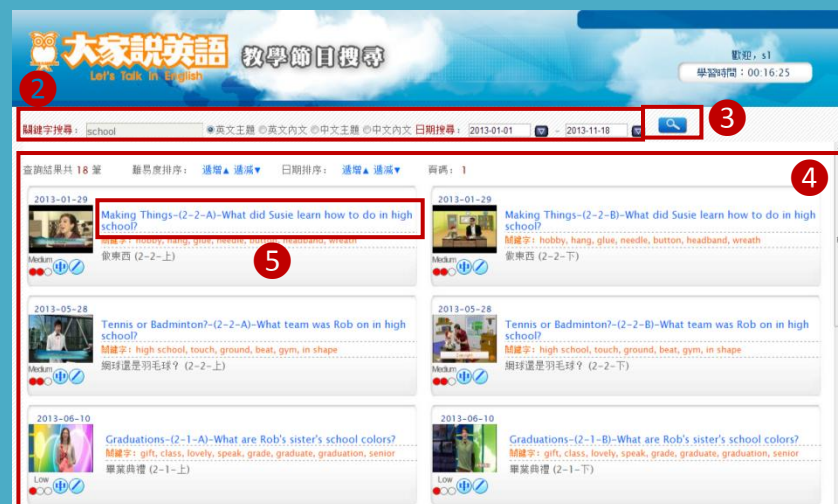 大家說英語
Let's Talk In English
教學節目搜尋
歡迎，s1
學習時間：00:16:25
2
關鍵字搜尋： school 英文主題 英文內文 中文主題 中文內文 日期搜尋： 2013-01-01 ~ 2013-11-18
3
查詢結果共 18 筆 難易度排序： 遞增▲ 遞減▼ 日期排序： 遞增▲ 遞減▼ 頁碼： 1
4
2013-01-29
Making Things-(2-2-A)-What did Susie learn how to do in high
school?
關鍵字: hobby, hang, glue, needle, button, headband, wreath
5
做東西 (2-2-上)
Medium
中
2013-01-29
Making Things-(2-2-B)-What did Susie learn how to do in high
school?
關鍵字: hobby, hang, glue, needle, button, headband, wreath
做東西 (2-2-下)
Medium
中
2013-05-28
Tennis or Badminton?-(2-2-A)-What team was Rob on in high
school?
關鍵字: high school, touch, ground, beat, gym, in shape
網球還是羽毛球？ (2-2-上)
Medium
中
2013-05-28
Tennis or Badminton?-(2-2-B)-What team was Rob on in high
school?
關鍵字: high school, touch, ground, beat, gym, in shape
網球還是羽毛球？ (2-2-下)
Medium
中
2013-06-10
Graduations-(2-1-A)-What are Rob's sister's school colors?
關鍵字: gift, class, lovely, speak, grade, graduate, graduation, senior
畢業典禮 (2-1-上)
Low
中
2013-06-10
Graduations-(2-1-B)-What are Rob's sister's school colors?
關鍵字: gift, class, lovely, speak, grade, graduate, graduation, senior
畢業典禮 (2-1-下)
Low
中